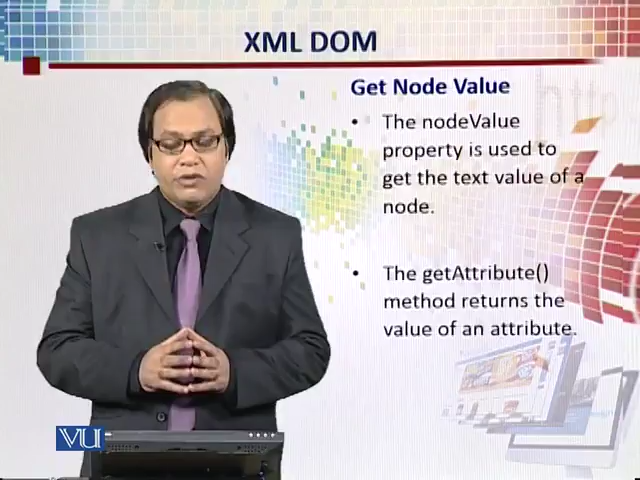 XML DOM
Get Node Value
• The nodeValue
property is used to
get the text value of a
node.
• The getAttribute()
method returns the
value of an attribute.
http
VU